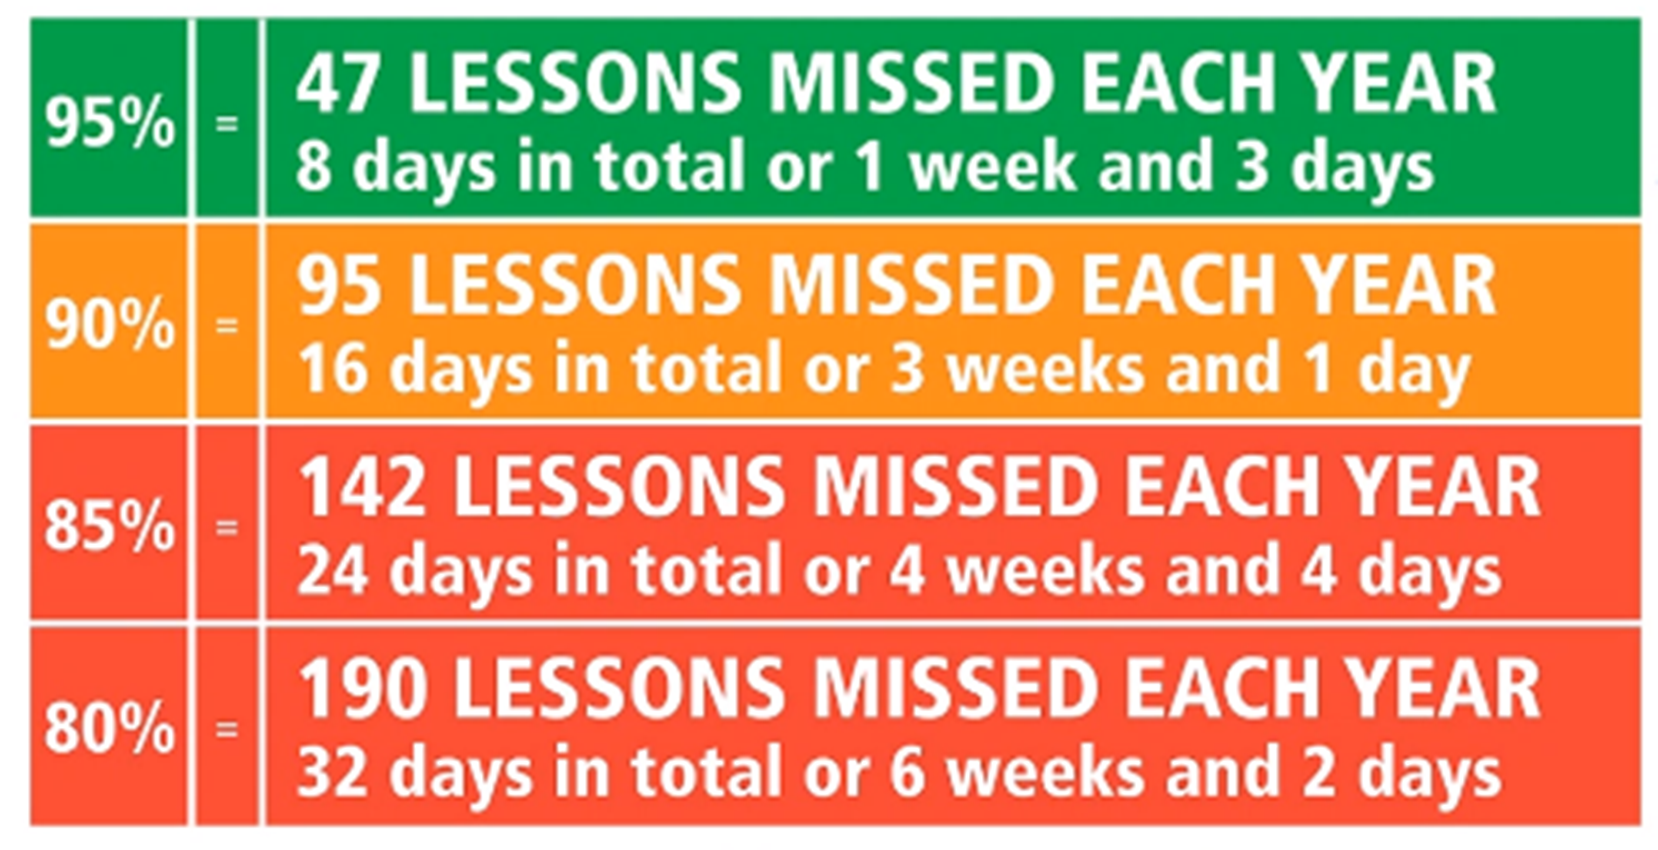 95% = 47 LESSONS MISSED EACH YEAR
8 days in total or 1 week and 3 days
90% = 95 LESSONS MISSED EACH YEAR
16 days in total or 3 weeks and 1 day
85% = 142 LESSONS MISSED EACH YEAR
24 days in total or 4 weeks and 4 days
80% = 190 LESSONS MISSED EACH YEAR
32 days in total or 6 weeks and 2 days